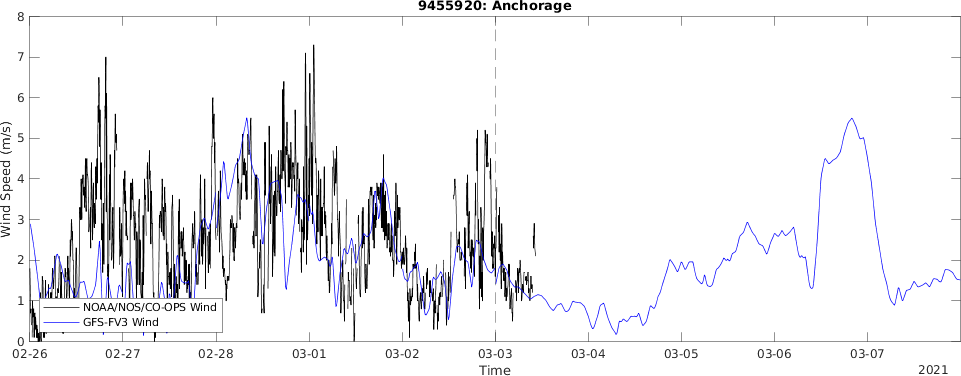 9455920: Anchorage
8
7
6
5
4
3
2
1
0
Wind Speed (m/s)
NOAA/NOS/CO-OPS Wind
GFS-FV3 Wind
02-26 02-27 02-28 03-01 03-02 03-03 03-04 03-05 03-06 03-07
Time
2021